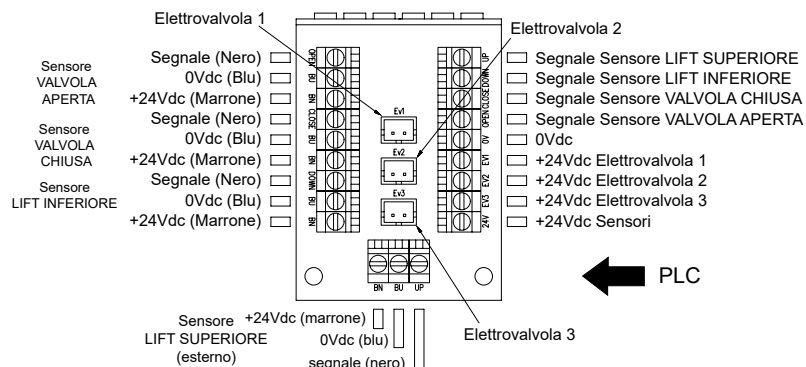 Elettrovalvola 1
Elettrovalvola 2
Sensore
VALVOLA
APERTA
Segnale (Nero)
0Vdc (Blu)
+24Vdc (Marrone)
Sensore
VALVOLA
CHIUSA
Segnale (Nero)
0Vdc (Blu)
+24Vdc (Marrone)
Sensore
LIFT INFERIORE
Segnale (Nero)
0Vdc (Blu)
+24Vdc (Marrone)
OPEN
BU
BN
CLOSE
BU
BN
DOWN
BU
BN
Ev1
Ev2
Ev3
UP
DOWN
CLOSE
OPEN
0V
EV1
EV2
EV3
24V
Segnale Sensore LIFT SUPERIORE
Segnale Sensore LIFT INFERIORE
Segnale Sensore VALVOLA CHIUSA
Segnale Sensore VALVOLA APERTA
0Vdc
+24Vdc Elettrovalvola 1
+24Vdc Elettrovalvola 2
+24Vdc Elettrovalvola 3
+24Vdc Sensori
PLC
BN BU UP
Sensore
LIFT SUPERIORE
(esterno)
+24Vdc (marrone)
0Vdc (blu)
segnale (nero)
Elettrovalvola 3